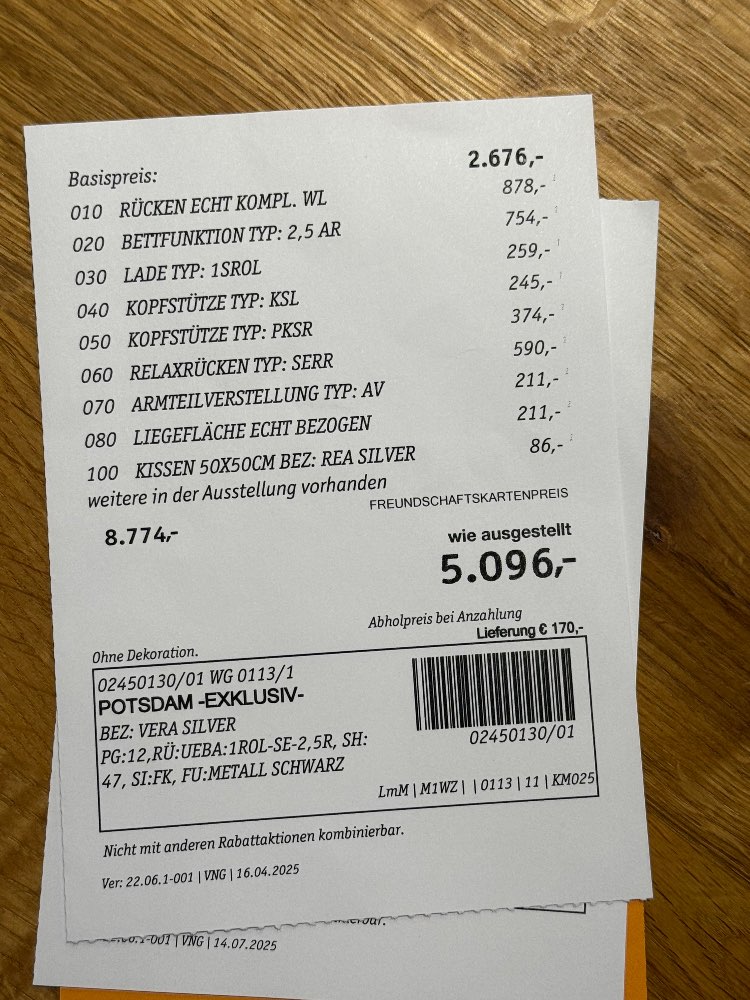 Basispreis: 2.676,-
010 RÜCKEN ECHT KOMPL. WL 878,-
020 BETTFUNKTION TYP: 2,5 AR 754,-
030 LADE TYP: 1SROL 259,-
040 KOPFSTÜTZE TYP: KSL 245,-
050 KOPFSTÜTZE TYP: PKSR 374,-
060 RELAXRÜCKEN TYP: SERR 590,-
070 ARMTEILVERSTELLUNG TYP: AV 211,-
080 LIEGEFLÄCHE ECHT BEZOGEN 211,-
100 KISSEN 50X50CM BEZ: REA SILVER 86,-
weitere in der Ausstellung vorhanden
FREUNDSCHAFTSKARTENPREIS
8.774,- wie ausgestellt
5.096,-
Abholpreis bei Anzahlung
Ohne Dekoration. Lieferung € 170,-
02450130/01 WG 0113/1
POTSDAM -EXKLUSIV-
BEZ: VERA SILVER
PG:12,RÜ:UEBA:1ROL-SE-2,5R, SH:
47, SI:FK, FU:METALL SCHWARZ
02450130/01
LmM | M1WZ | | 0113 | 11 | KM025
Nicht mit anderen Rabattaktionen kombinierbar.
Ver: 22.06.1-001 | VNG | 16.04.2025
| VNG | 14.07.2025